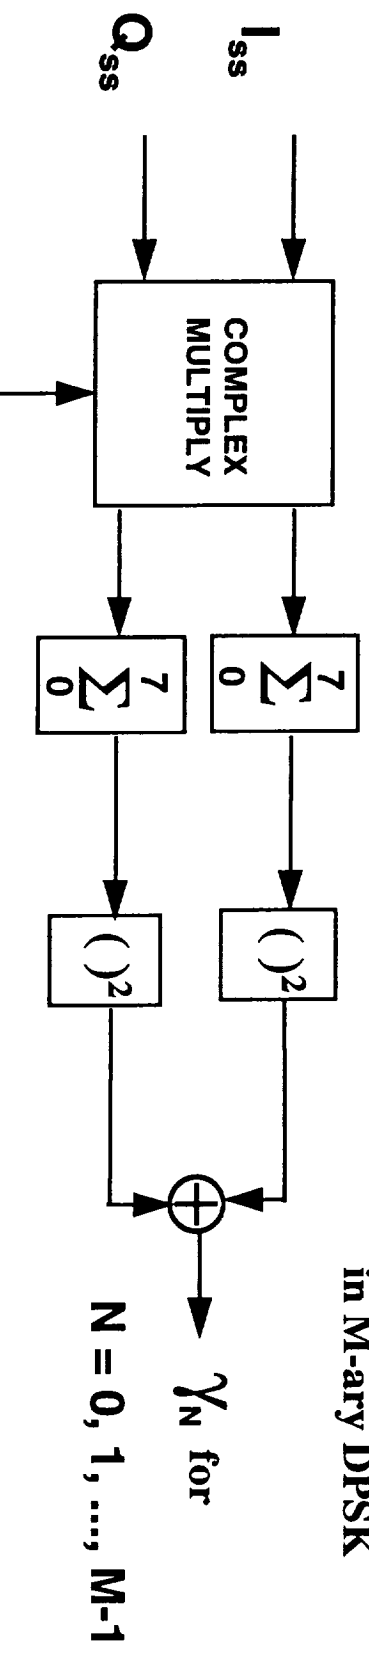 in M-ary DPSK
I_ss
Q_ss
COMPLEX
MULTIPLY
7
Σ
0
7
Σ
0
( )²
( )²
+
γ_N for
N = 0, 1, ..., M-1